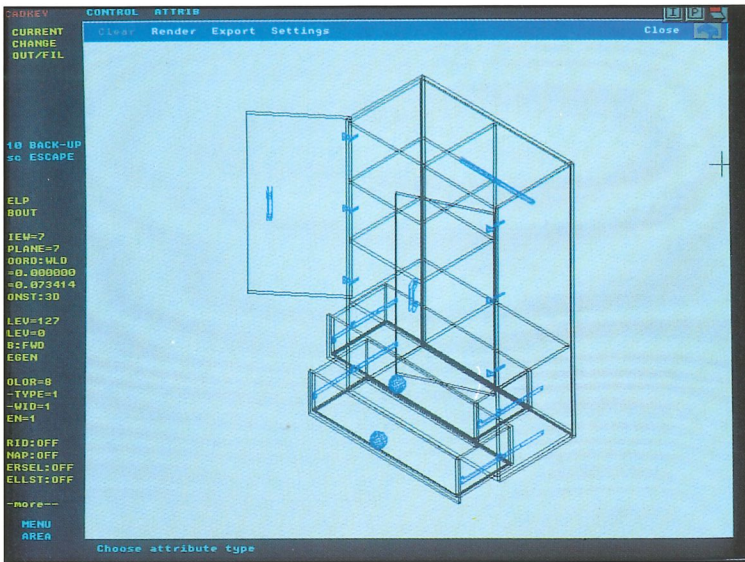 CADKEY CONTROL ATTRIB I P
Clear Render Export Settings Close
CURRENT
CHANGE
OUT/FIL
10 BACK-UP
sc ESCAPE
ELP
BOUT
IEW=7
PLANE=7
OORD:WLD
=0.000000
=0.073414
ONST:3D
LEV=127
LEV=0
B:FWD
EGEN
OLOR=8
-TYPE=1
-WID=1
EN=1
RID:OFF
NAP:OFF
ERSEL:OFF
ELLST:OFF
--more--
MENU
AREA
Choose attribute type